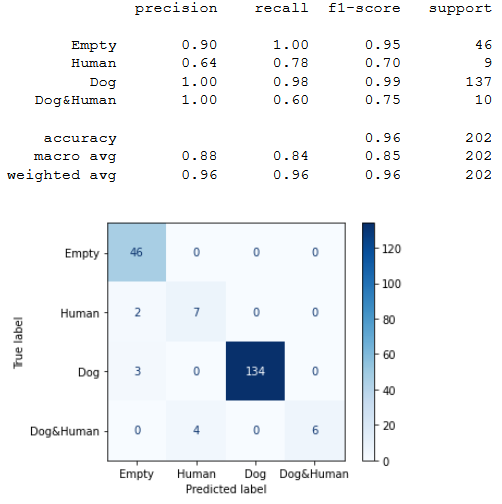 precision recall f1-score support
Empty 0.90 1.00 0.95 46
Human 0.64 0.78 0.70 9
Dog 1.00 0.98 0.99 137
Dog&Human 1.00 0.60 0.75 10
accuracy 0.96 202
macro avg 0.88 0.84 0.85 202
weighted avg 0.96 0.96 0.96 202
True label
Empty 46 0 0 0
Human 2 7 0 0
Dog 3 0 134 0
Dog&Human 0 4 0 6
Empty Human Dog Dog&Human
Predicted label
120
100
80
60
40
20
0